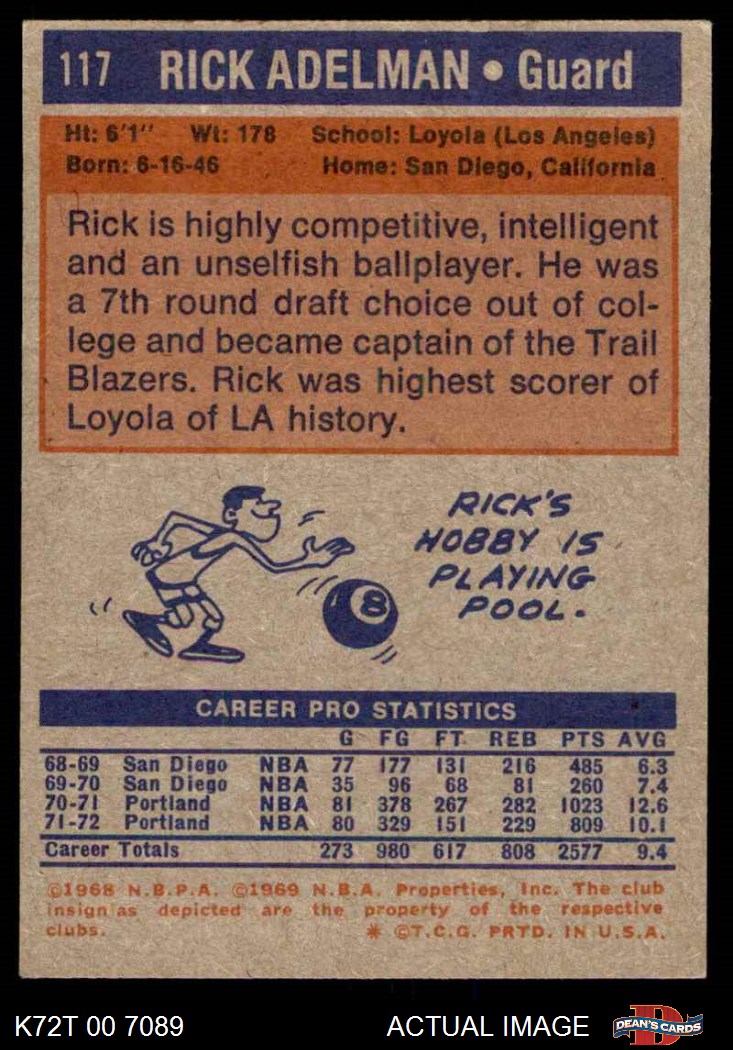 117 RICK ADELMAN • Guard
Ht: 6'1" Wt: 178 School: Loyola (Los Angeles)
Born: 6-16-46 Home: San Diego, California
Rick is highly competitive, intelligent
and an unselfish ballplayer. He was
a 7th round draft choice out of col-
lege and became captain of the Trail
Blazers. Rick was highest scorer of
Loyola of LA history.
RICK'S
HOBBY IS
PLAYING
POOL.
8
CAREER PRO STATISTICS
G FG FT. REB PTS AVG
68-69 San Diego NBA 77 177 131 216 485 6.3
69-70 San Diego NBA 35 96 68 81 260 7.4
70-71 Portland NBA 81 378 267 282 1023 12.6
71-72 Portland NBA 80 329 151 229 809 10.1
Career Totals 273 980 617 808 2577 9.4
©1968 N.B.P.A. ©1969 N.B.A. Properties, Inc. The club
insignias depicted are the property of the respective
clubs. * ©T.C.G. PRTD. IN U.S.A.
K72T 00 7089 ACTUAL IMAGE D DEAN'S CARDS